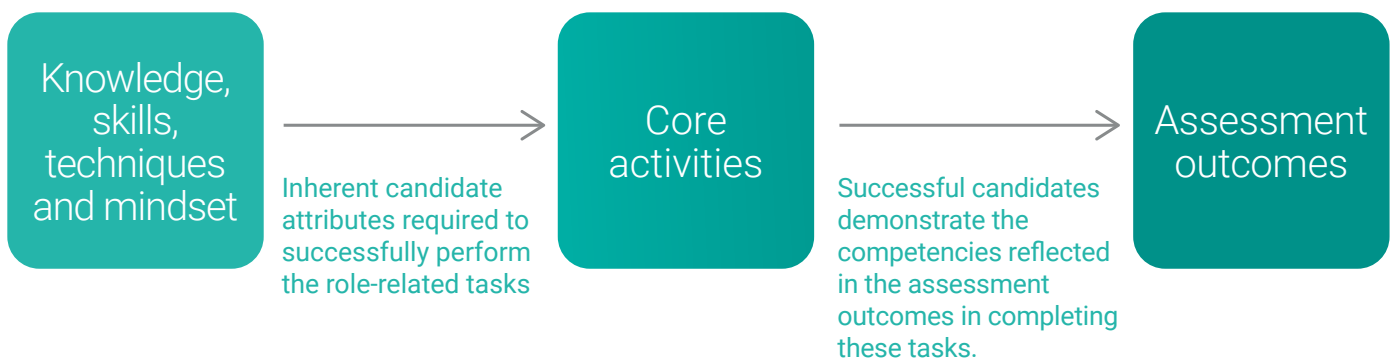 Knowledge,
skills,
techniques
and mindset
Inherent candidate
attributes required to
successfully perform
the role-related tasks
Core
activities
Successful candidates
demonstrate the
competencies reflected
in the assessment
outcomes in completing
these tasks.
Assessment
outcomes